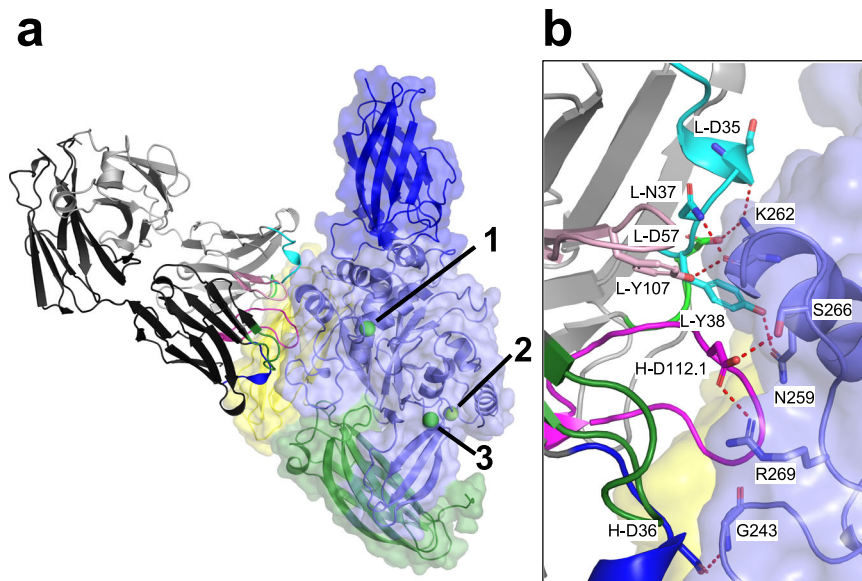 a
b
1
2
3
L-D35
L-N37
L-D57
K262
L-Y107
S266
L-Y38
H-D112.1
N259
R269
H-D36
G243